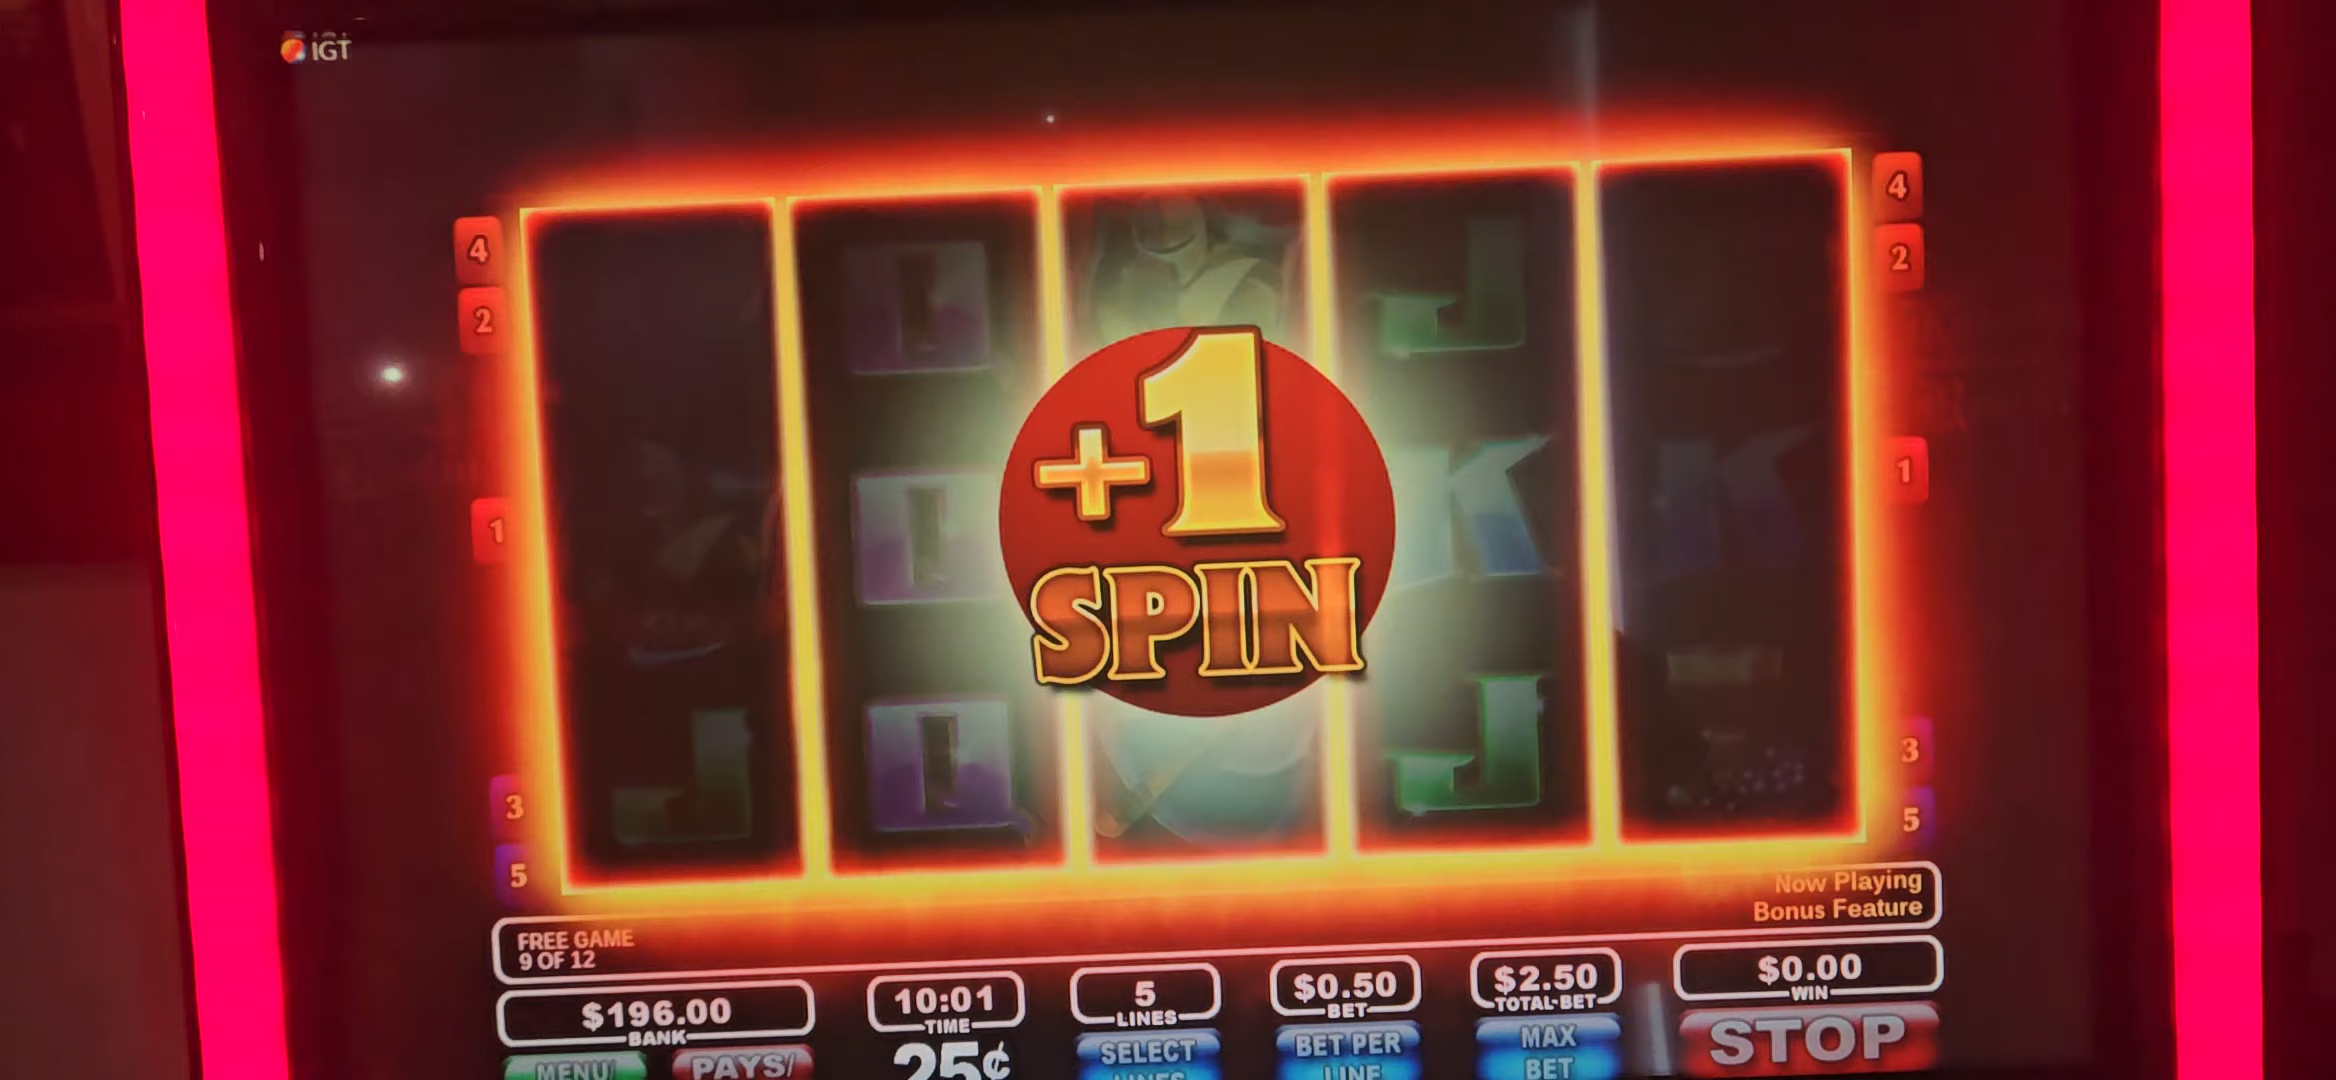 IGT
4
2
1
3
5
4
2
1
3
5
J
K
K
J
J
+1
SPIN
Now Playing
Bonus Feature
FREE GAME
9 OF 12
$196.00
BANK
10:01
TIME
5
LINES
$0.50
BET
$2.50
TOTAL-BET
$0.00
WIN
MENU/
PAYS/
25¢
SELECT
LINES
BET PER
LINE
MAX
BET
STOP